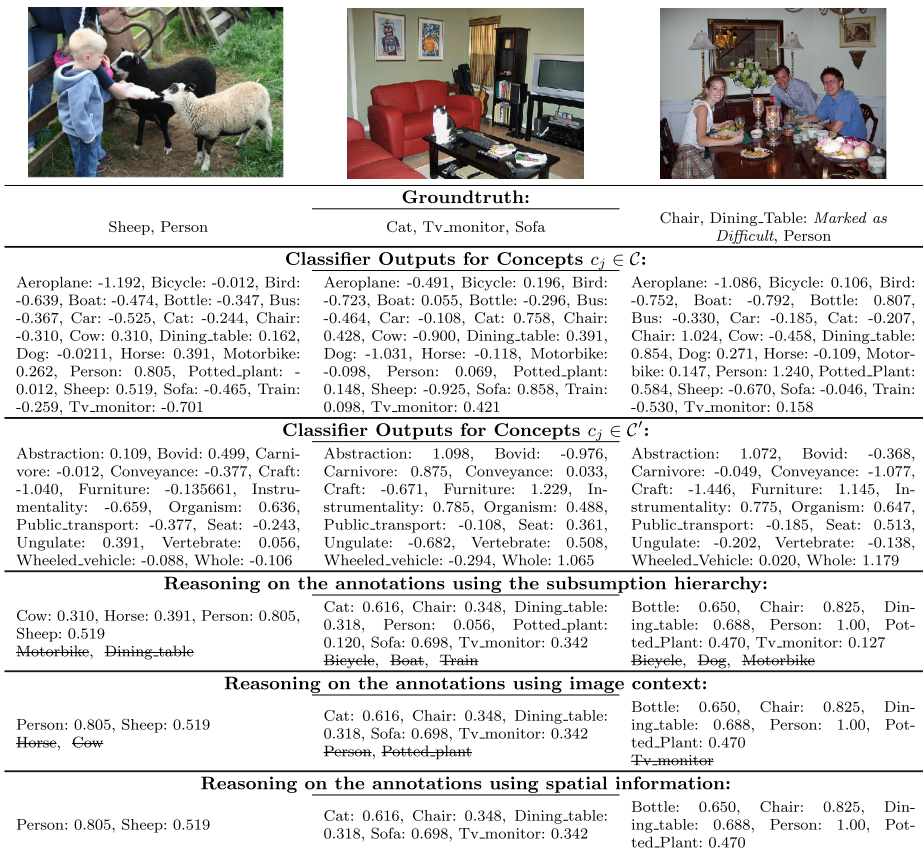 Groundtruth:
Sheep, Person
Cat, Tv_monitor, Sofa
Chair, Dining_Table: Marked as
Difficult, Person
Classifier Outputs for Concepts c_j ∈ C:
Aeroplane: -1.192, Bicycle: -0.012, Bird:
-0.639, Boat: -0.474, Bottle: -0.347, Bus:
-0.367, Car: -0.525, Cat: -0.244, Chair:
-0.310, Cow: 0.310, Dining_table: 0.162,
Dog: -0.0211, Horse: 0.391, Motorbike:
0.262, Person: 0.805, Potted_plant: -
0.012, Sheep: 0.519, Sofa: -0.465, Train:
-0.259, Tv_monitor: -0.701
Aeroplane: -0.491, Bicycle: 0.196, Bird:
-0.723, Boat: 0.055, Bottle: -0.296, Bus:
-0.464, Car: -0.108, Cat: 0.758, Chair:
0.428, Cow: -0.900, Dining_table: 0.391,
Dog: -1.031, Horse: -0.118, Motorbike:
-0.098, Person: 0.069, Potted_plant:
0.148, Sheep: -0.925, Sofa: 0.858, Train:
0.098, Tv_monitor: 0.421
Aeroplane: -1.086, Bicycle: 0.106, Bird:
-0.752, Boat: -0.792, Bottle: 0.807,
Bus: -0.330, Car: -0.185, Cat: -0.207,
Chair: 1.024, Cow: -0.458, Dining_table:
0.854, Dog: 0.271, Horse: -0.109, Motor-
bike: 0.147, Person: 1.240, Potted_Plant:
0.584, Sheep: -0.670, Sofa: -0.046, Train:
-0.530, Tv_monitor: 0.158
Classifier Outputs for Concepts c_j ∈ C′:
Abstraction: 0.109, Bovid: 0.499, Carni-
vore: -0.012, Conveyance: -0.377, Craft:
-1.040, Furniture: -0.135661, Instru-
mentality: -0.659, Organism: 0.636,
Public_transport: -0.377, Seat: -0.243,
Ungulate: 0.391, Vertebrate: 0.056,
Wheeled_vehicle: -0.088, Whole: -0.106
Abstraction: 1.098, Bovid: -0.976,
Carnivore: 0.875, Conveyance: 0.033,
Craft: -0.671, Furniture: 1.229, In-
strumentality: 0.785, Organism: 0.488,
Public_transport: -0.108, Seat: 0.361,
Ungulate: -0.682, Vertebrate: 0.508,
Wheeled_vehicle: -0.294, Whole: 1.065
Abstraction: 1.072, Bovid: -0.368,
Carnivore: -0.049, Conveyance: -1.077,
Craft: -1.446, Furniture: 1.145, In-
strumentality: 0.775, Organism: 0.647,
Public_transport: -0.185, Seat: 0.513,
Ungulate: -0.202, Vertebrate: -0.138,
Wheeled_Vehicle: 0.020, Whole: 1.179
Reasoning on the annotations using the subsumption hierarchy:
Cow: 0.310, Horse: 0.391, Person: 0.805,
Sheep: 0.519
Motorbike, Dining_table
Cat: 0.616, Chair: 0.348, Dining_table:
0.318, Person: 0.056, Potted_plant:
0.120, Sofa: 0.698, Tv_monitor: 0.342
Bicycle, Boat, Train
Bottle: 0.650, Chair: 0.825, Din-
ing_table: 0.688, Person: 1.00, Pot-
ted_Plant: 0.470, Tv_monitor: 0.127
Bicycle, Dog, Motorbike
Reasoning on the annotations using image context:
Person: 0.805, Sheep: 0.519
Horse, Cow
Cat: 0.616, Chair: 0.348, Dining_table:
0.318, Sofa: 0.698, Tv_monitor: 0.342
Person, Potted_plant
Bottle: 0.650, Chair: 0.825, Din-
ing_table: 0.688, Person: 1.00, Pot-
ted_Plant: 0.470
Tv_monitor
Reasoning on the annotations using spatial information:
Person: 0.805, Sheep: 0.519
Cat: 0.616, Chair: 0.348, Dining_table:
0.318, Sofa: 0.698, Tv_monitor: 0.342
Bottle: 0.650, Chair: 0.825, Din-
ing_table: 0.688, Person: 1.00, Pot-
ted_Plant: 0.470